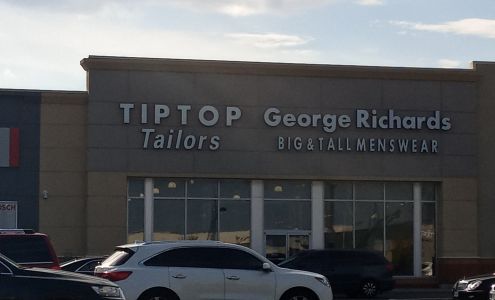 TIPTOP
Tailors
George Richards
BIG & TALL MENSWEAR